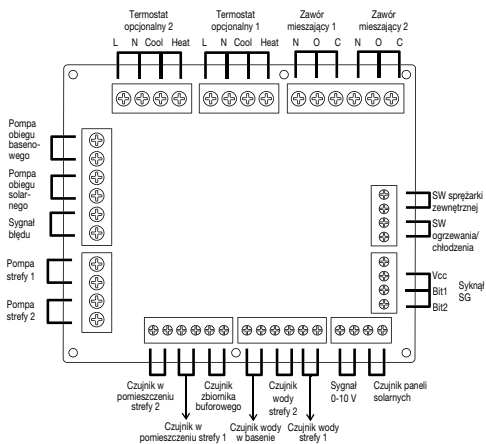 Termostat
opcjonalny 2
Termostat
opcjonalny 1
Zawór
mieszający 1
Zawór
mieszający 2
L N Cool Heat
L N Cool Heat
N O C
N O C
Pompa
obiegu
baseno-
wego
Pompa
obiegu
solar-
nego
Sygnał
błędu
Pompa
strefy 1
Pompa
strefy 2
SW sprężarki
zewnętrznej
SW
ogrzewania/
chłodzenia
Vcc
Bit1
Bit2
Syknął
SG
Czujnik w
pomieszczeniu
strefy 2
Czujnik w
pomieszczeniu strefy 1
Czujnik
zbiornika
buforowego
Czujnik wody
w basenie
Czujnik
wody
strefy 2
Czujnik wody
strefy 1
Sygnał
0-10 V
Czujnik paneli
solarnych